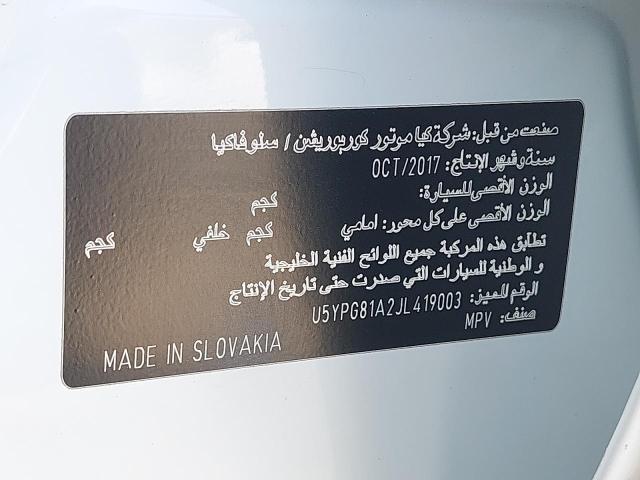 صنعت من قبل: شركة كيا موتور كوربوريشن / سلوفاكيا
سنة وشهر الإنتاج: OCT/2017
الوزن الأقصى للسيارة: كجم
الوزن الأقصى على كل محور: امامي كجم خلفي كجم
تطابق هذه المركبة جميع اللوائح الفنية الخليجية
و الوطنية للسيارات التي صدرت حتى تاريخ الإنتاج
الرقم المميز: U5YPG81A2JL419003
صنف: MPV
MADE IN SLOVAKIA